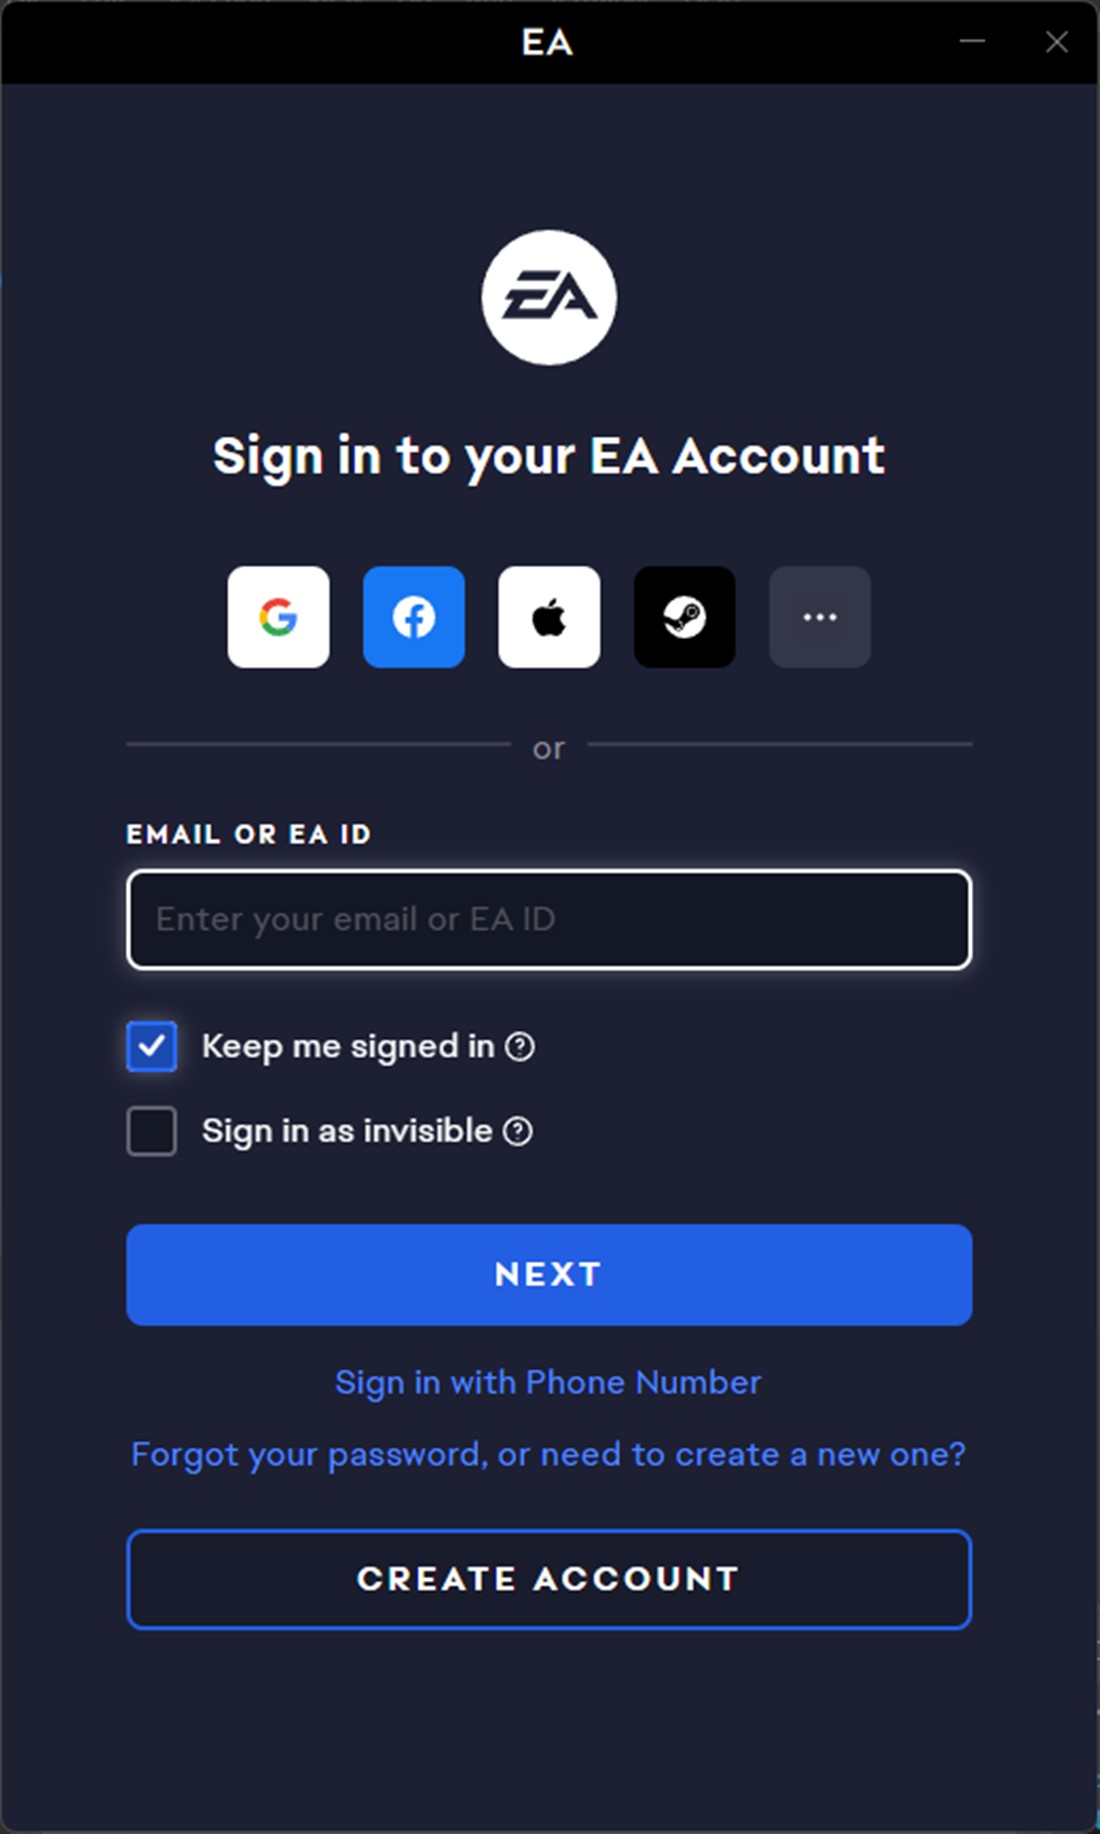 EA
EA
Sign in to your EA Account
or
EMAIL OR EA ID
Enter your email or EA ID
Keep me signed in
Sign in as invisible
NEXT
Sign in with Phone Number
Forgot your password, or need to create a new one?
CREATE ACCOUNT